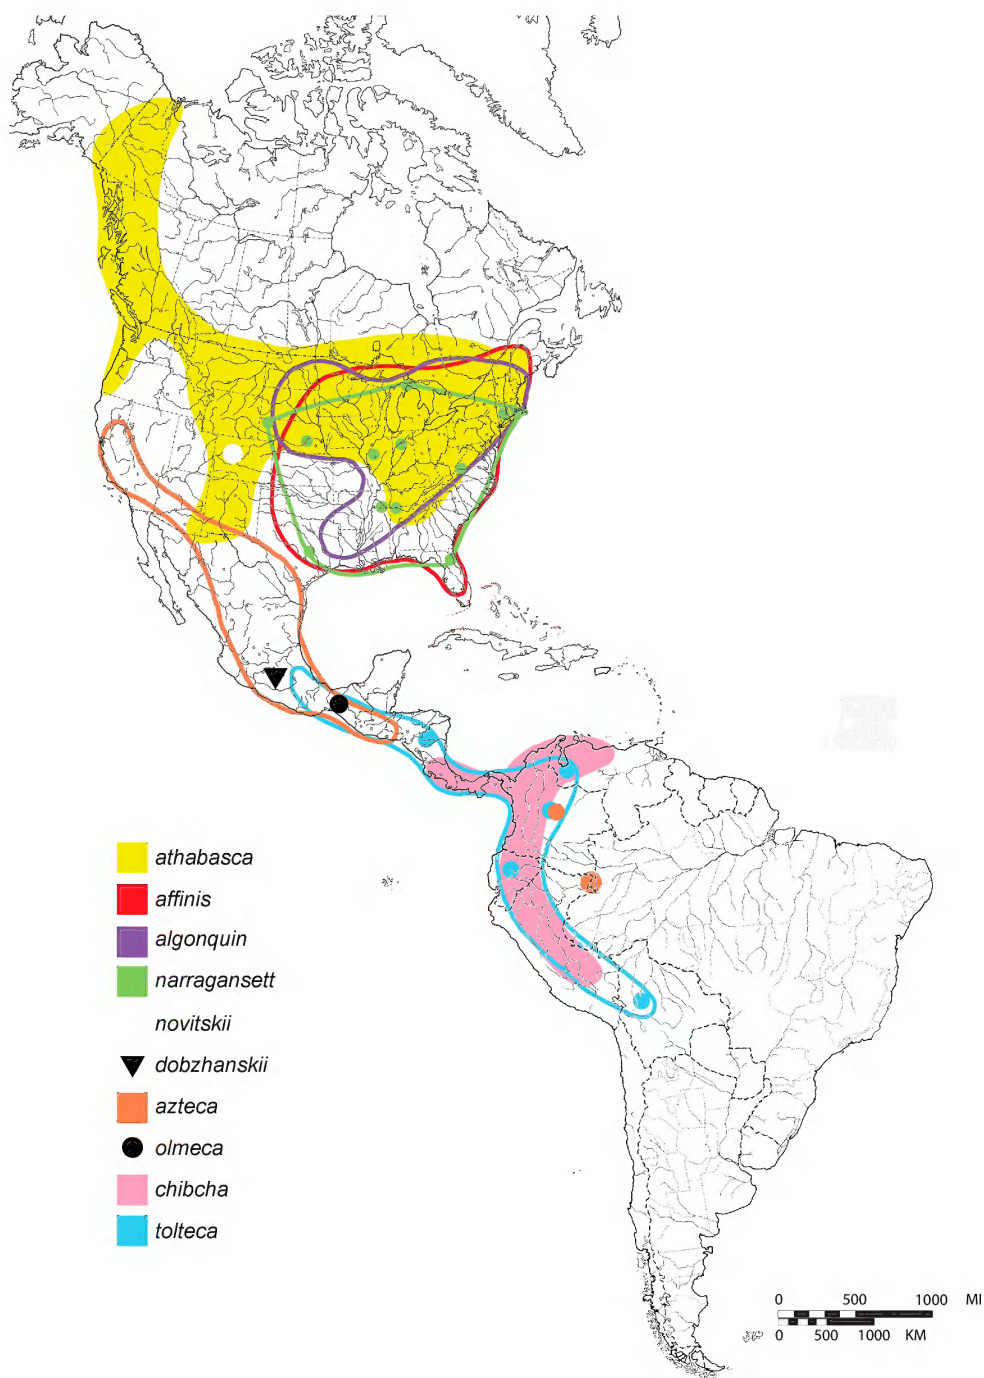 athabasca
affinis
algonquin
narragansett
novitskii
dobzhanskii
azteca
olmeca
chibcha
tolteca
0 500 1000 MI
0 500 1000 KM